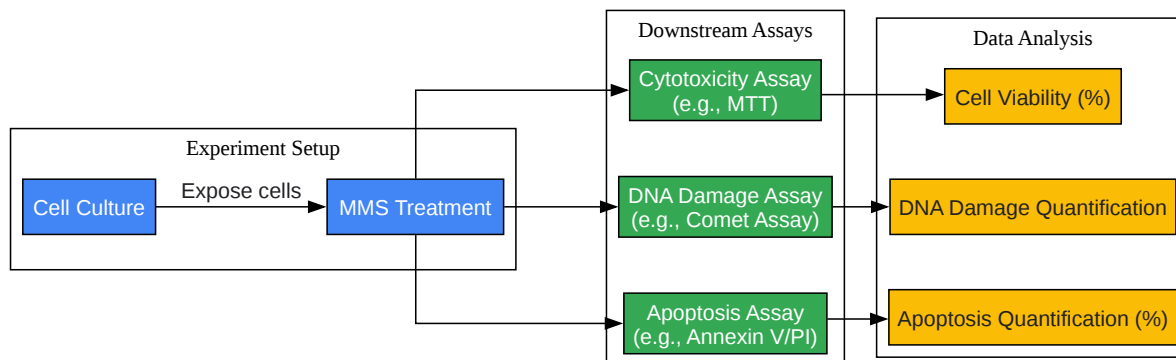 Experiment Setup
Cell Culture
Expose cells
MMS Treatment
Downstream Assays
Cytotoxicity Assay
(e.g., MTT)
DNA Damage Assay
(e.g., Comet Assay)
Apoptosis Assay
(e.g., Annexin V/PI)
Data Analysis
Cell Viability (%)
DNA Damage Quantification
Apoptosis Quantification (%)